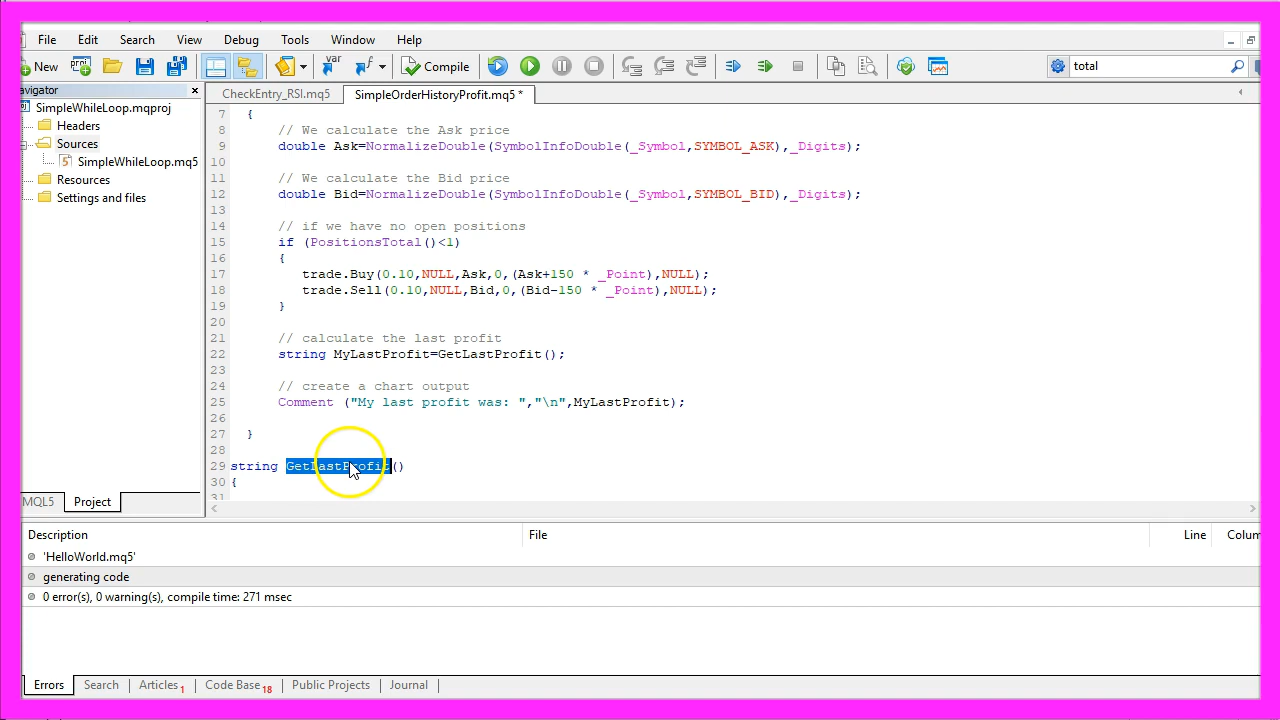 File Edit Search View Debug Tools Window Help
New Compile total
avigator × CheckEntry_RSI.mq5 SimpleOrderHistoryProfit.mq5 *
SimpleWhileLoop.mqproj
Headers
Sources
SimpleWhileLoop.mq5
Resources
Settings and files
MQL5 Project
7 {
8 // We calculate the Ask price
9 double Ask=NormalizeDouble(SymbolInfoDouble(_Symbol,SYMBOL_ASK),_Digits);
10
11 // We calculate the Bid price
12 double Bid=NormalizeDouble(SymbolInfoDouble(_Symbol,SYMBOL_BID),_Digits);
13
14 // if we have no open positions
15 if (PositionsTotal()<1)
16 {
17 trade.Buy(0.10,NULL,Ask,0,(Ask+150 * _Point),NULL);
18 trade.Sell(0.10,NULL,Bid,0,(Bid-150 * _Point),NULL);
19 }
20
21 // calculate the last profit
22 string MyLastProfit=GetLastProfit();
23
24 // create a chart output
25 Comment ("My last profit was: ","\n",MyLastProfit);
26
27 }
28
29 string GetLastProfit()
30 {
31
Description File Line Colum
'HelloWorld.mq5'
generating code
0 error(s), 0 warning(s), compile time: 271 msec
Errors Search Articles 1 Code Base 18 Public Projects Journal